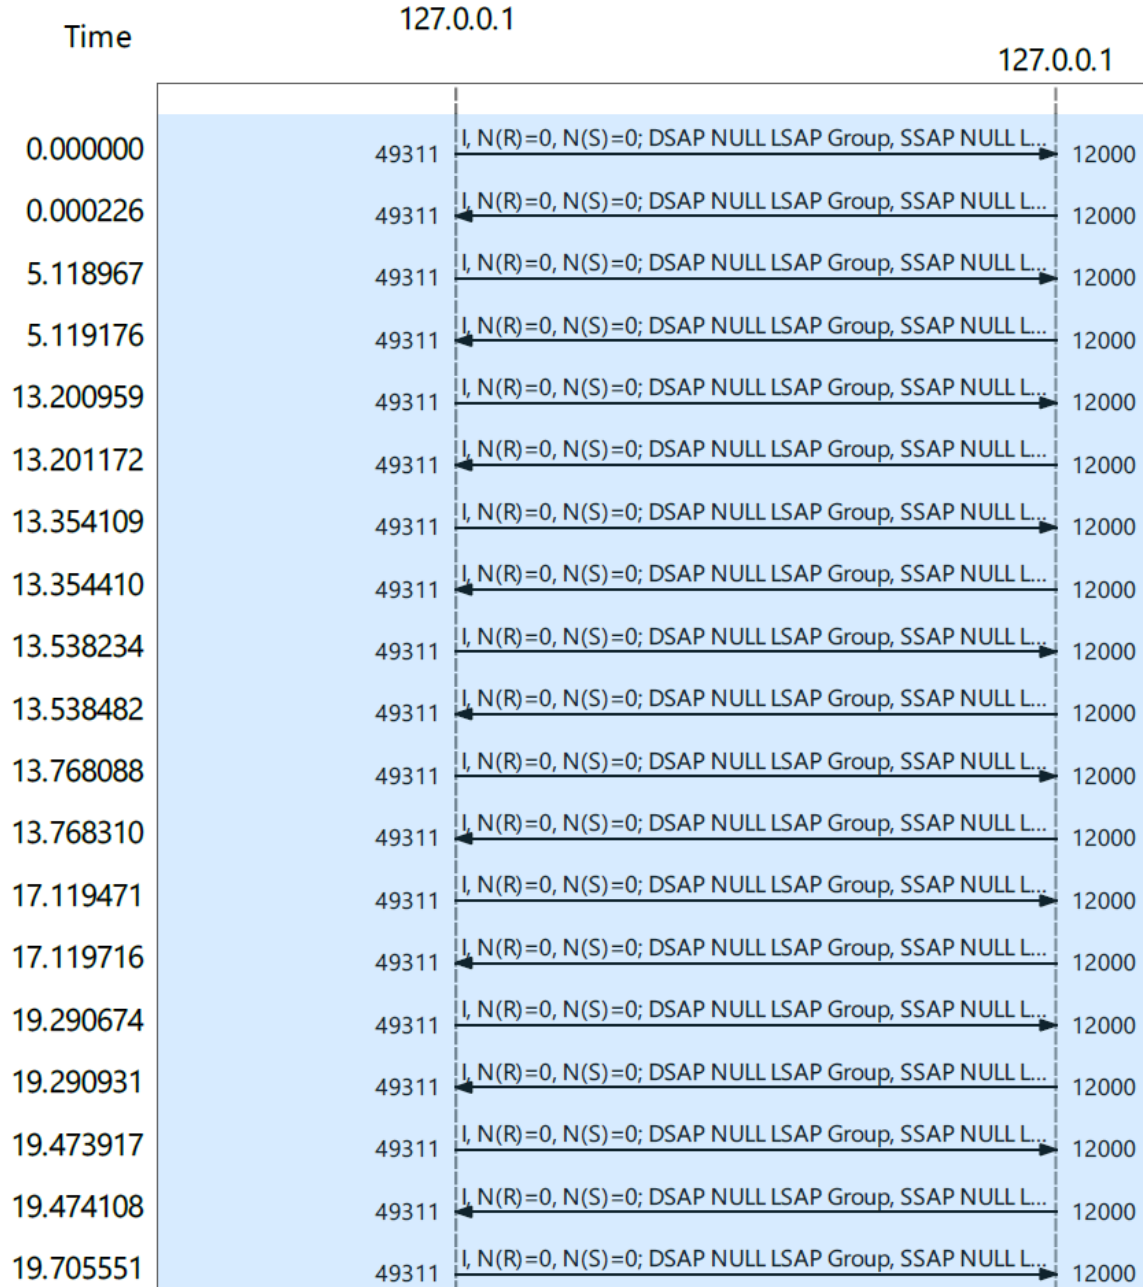 127.0.0.1
Time
127.0.0.1
I, N(R)=0, N(S)=0; DSAP NULL LSAP Group, SSAP NULL L...
0.000000 49311 12000
I, N(R)=0, N(S)=0; DSAP NULL LSAP Group, SSAP NULL L...
0.000226 49311 12000
I, N(R)=0, N(S)=0; DSAP NULL LSAP Group, SSAP NULL L...
5.118967 49311 12000
I, N(R)=0, N(S)=0; DSAP NULL LSAP Group, SSAP NULL L...
5.119176 49311 12000
I, N(R)=0, N(S)=0; DSAP NULL LSAP Group, SSAP NULL L...
13.200959 49311 12000
I, N(R)=0, N(S)=0; DSAP NULL LSAP Group, SSAP NULL L...
13.201172 49311 12000
I, N(R)=0, N(S)=0; DSAP NULL LSAP Group, SSAP NULL L...
13.354109 49311 12000
I, N(R)=0, N(S)=0; DSAP NULL LSAP Group, SSAP NULL L...
13.354410 49311 12000
I, N(R)=0, N(S)=0; DSAP NULL LSAP Group, SSAP NULL L...
13.538234 49311 12000
I, N(R)=0, N(S)=0; DSAP NULL LSAP Group, SSAP NULL L...
13.538482 49311 12000
I, N(R)=0, N(S)=0; DSAP NULL LSAP Group, SSAP NULL L...
13.768088 49311 12000
I, N(R)=0, N(S)=0; DSAP NULL LSAP Group, SSAP NULL L...
13.768310 49311 12000
I, N(R)=0, N(S)=0; DSAP NULL LSAP Group, SSAP NULL L...
17.119471 49311 12000
I, N(R)=0, N(S)=0; DSAP NULL LSAP Group, SSAP NULL L...
17.119716 49311 12000
I, N(R)=0, N(S)=0; DSAP NULL LSAP Group, SSAP NULL L...
19.290674 49311 12000
I, N(R)=0, N(S)=0; DSAP NULL LSAP Group, SSAP NULL L...
19.290931 49311 12000
I, N(R)=0, N(S)=0; DSAP NULL LSAP Group, SSAP NULL L...
19.473917 49311 12000
I, N(R)=0, N(S)=0; DSAP NULL LSAP Group, SSAP NULL L...
19.474108 49311 12000
I, N(R)=0, N(S)=0; DSAP NULL LSAP Group, SSAP NULL L...
19.705551 49311 12000